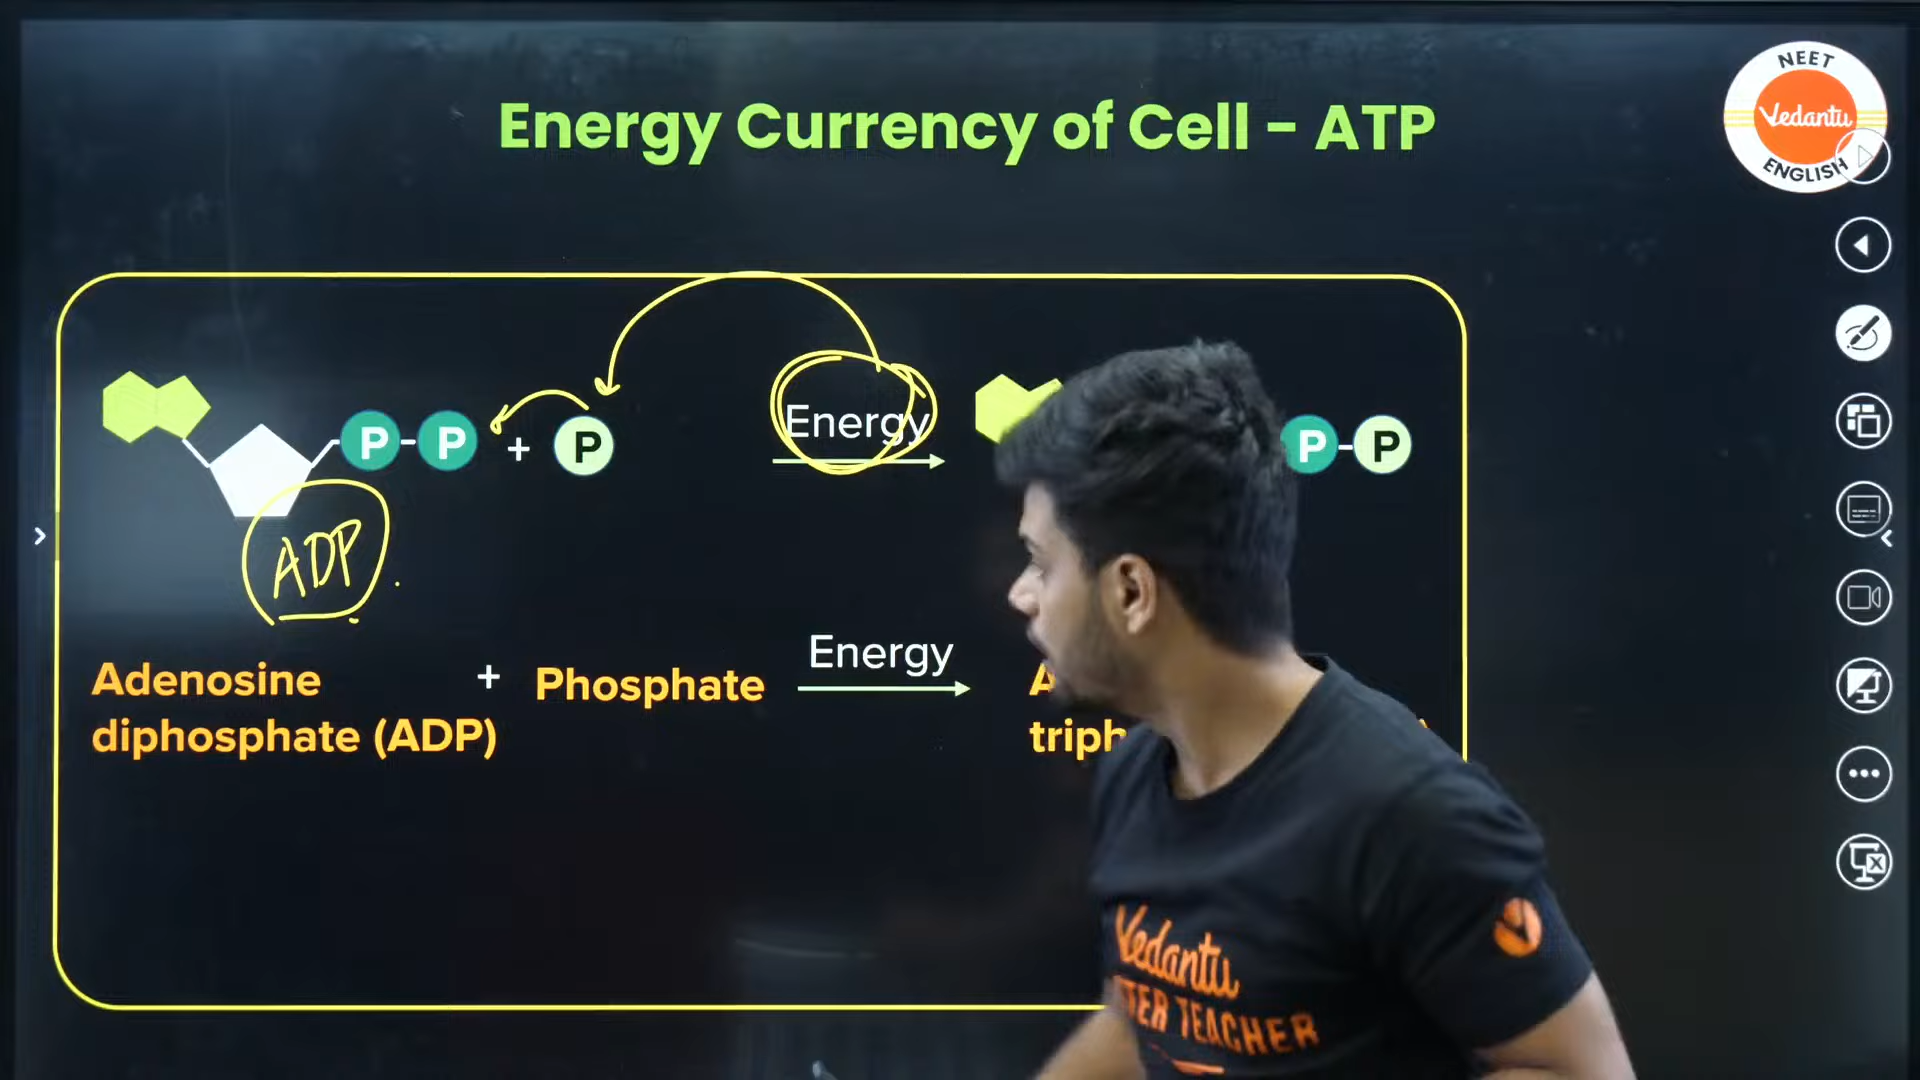 Energy Currency of Cell - ATP
NEET
Vedantu
ENGLISH
P-P + P
Energy
P-P
ADP
Adenosine
diphosphate (ADP)
+ Phosphate
Energy
A
triph
Vedantu
TER TEACHER